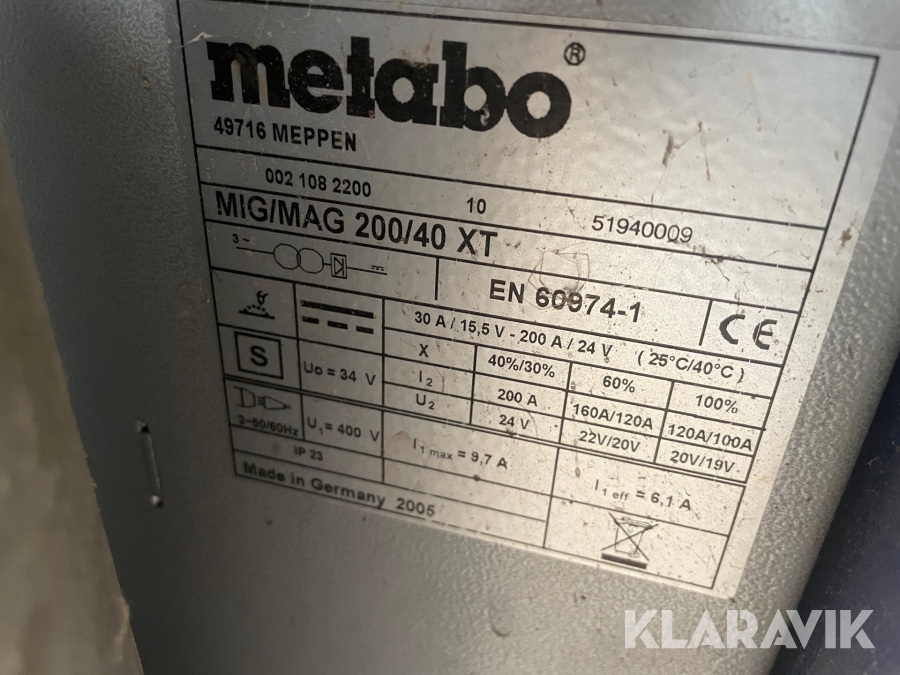 metabo®
49716 MEPPEN
002 108 2200 10 51940009
MIG/MAG 200/40 XT
3~
EN 60974-1
CE
30 A / 15,5 V - 200 A / 24 V ( 25°C/40°C )
S
X 40%/30% 60% 100%
U₀ = 34 V
I₂ 200 A 160A/120A 120A/100A
U₂ 24 V 22V/20V 20V/19V
3~50/60Hz
U₁= 400 V
I₁ max = 9,7 A
I₁ eff = 6,1 A
IP 23
Made in Germany 2005
KLARAVIK